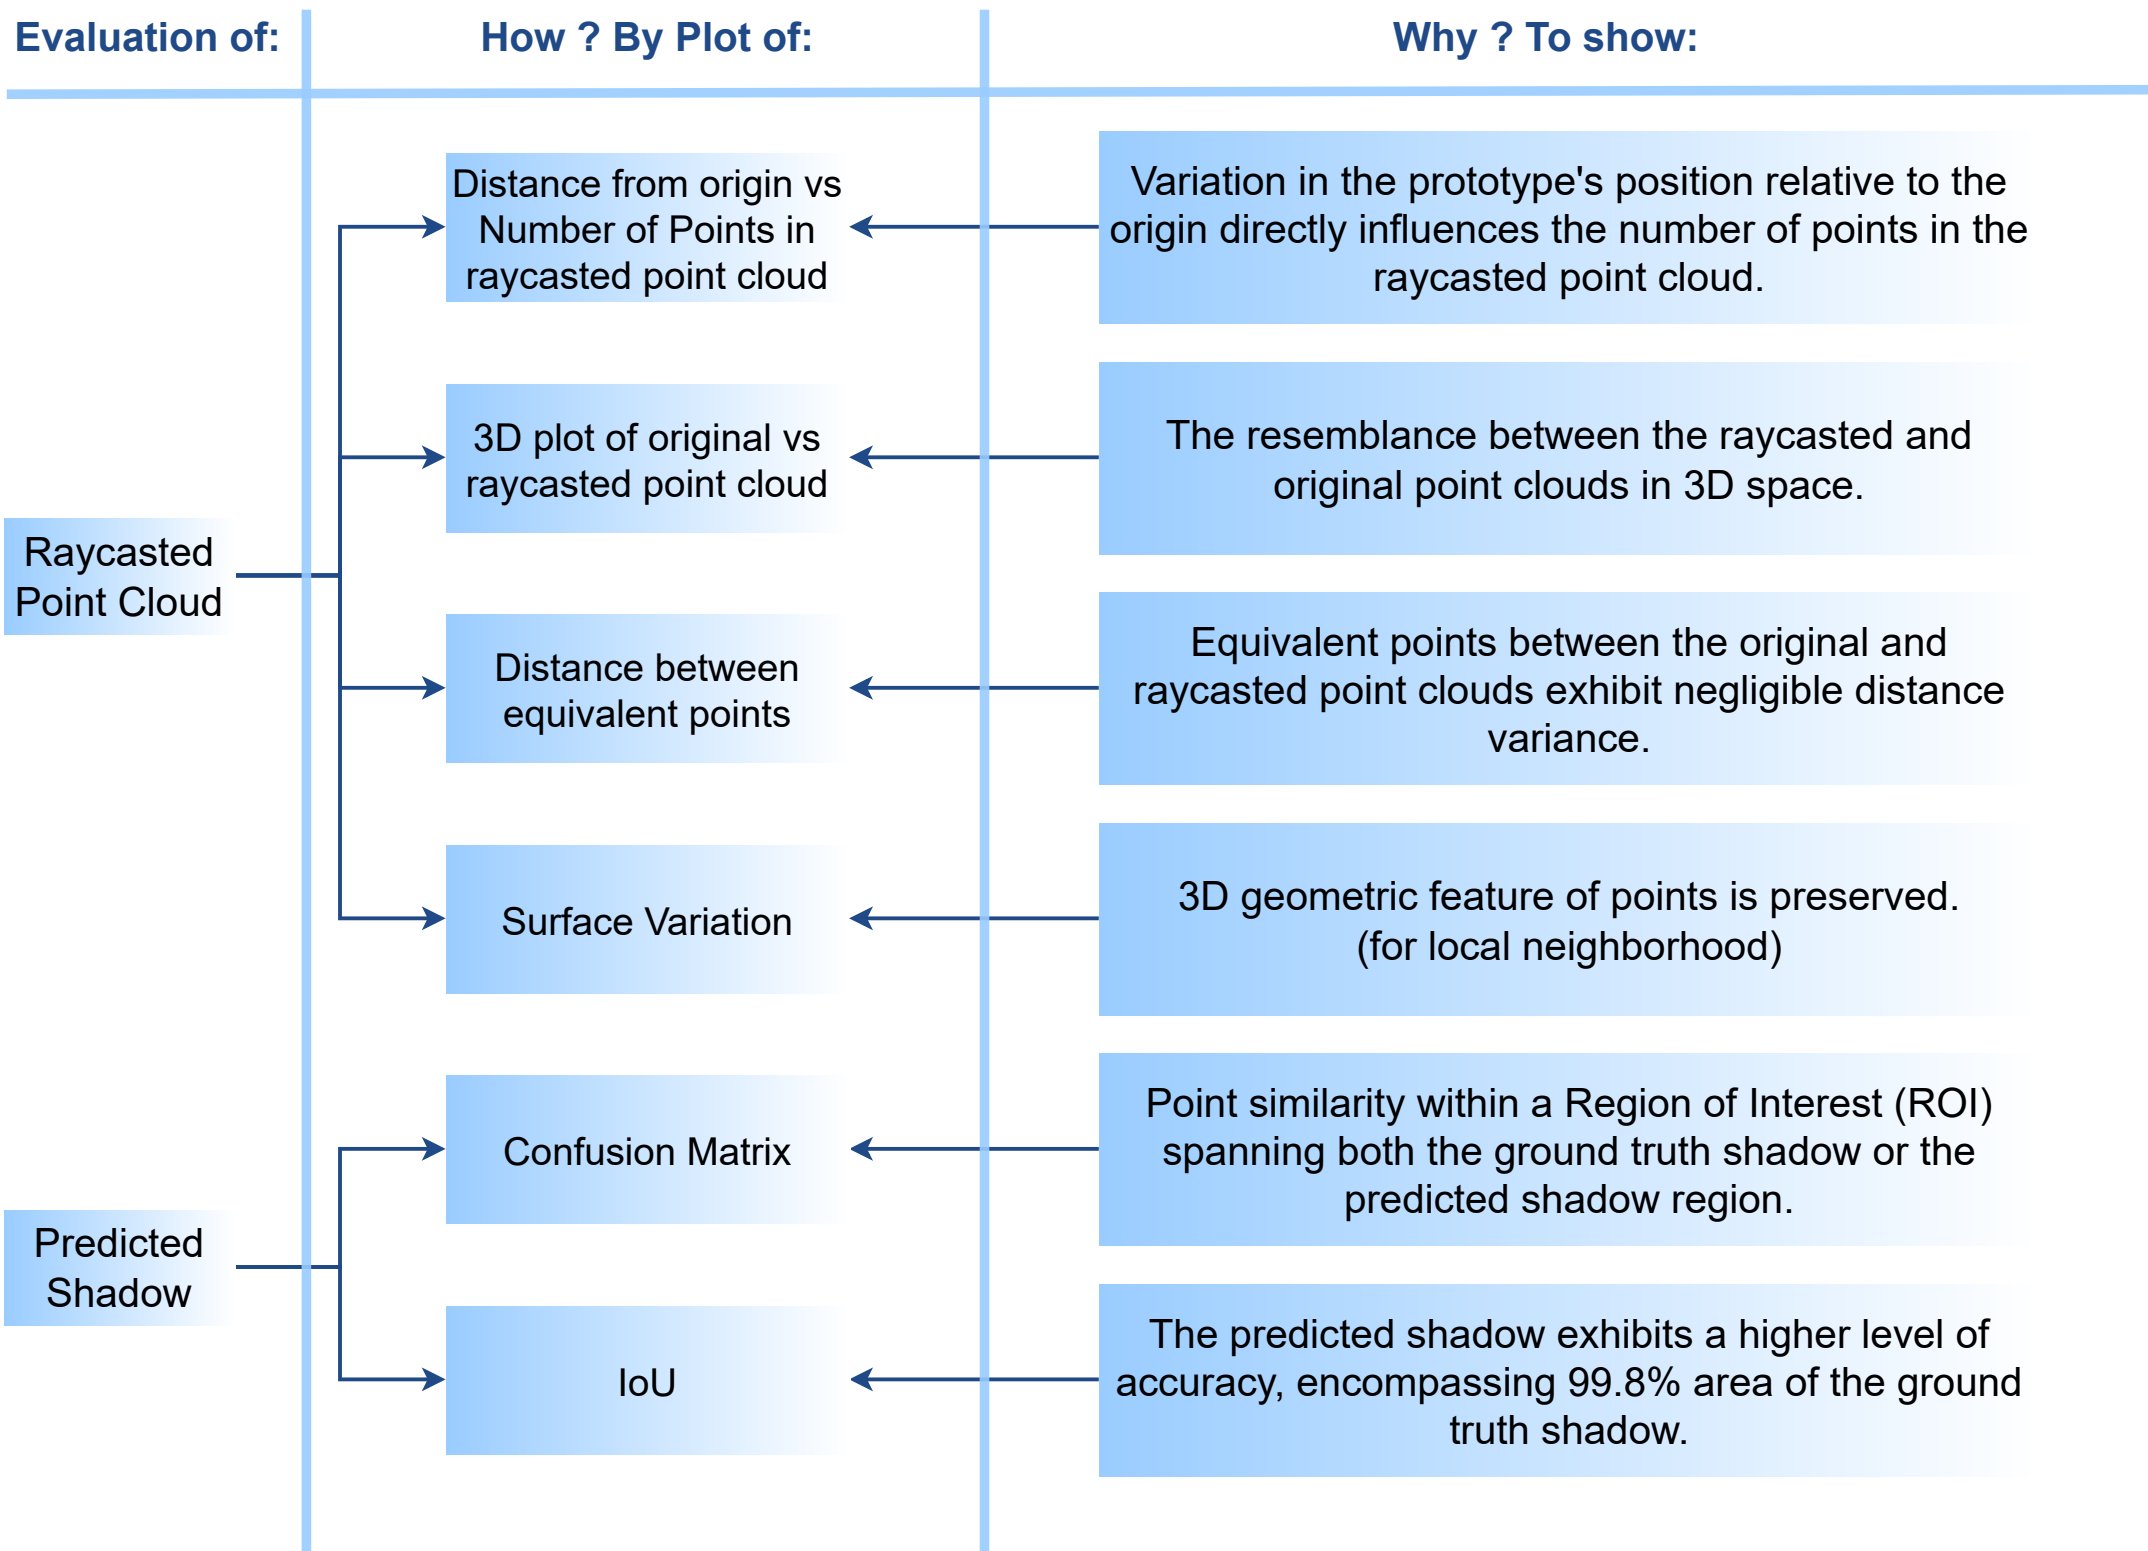 Evaluation of:
How ? By Plot of:
Why ? To show:
Raycasted
Point Cloud
Distance from origin vs
Number of Points in
raycasted point cloud
Variation in the prototype's position relative to the
origin directly influences the number of points in the
raycasted point cloud.
3D plot of original vs
raycasted point cloud
The resemblance between the raycasted and
original point clouds in 3D space.
Distance between
equivalent points
Equivalent points between the original and
raycasted point clouds exhibit negligible distance
variance.
Surface Variation
3D geometric feature of points is preserved.
(for local neighborhood)
Predicted
Shadow
Confusion Matrix
Point similarity within a Region of Interest (ROI)
spanning both the ground truth shadow or the
predicted shadow region.
IoU
The predicted shadow exhibits a higher level of
accuracy, encompassing 99.8% area of the ground
truth shadow.